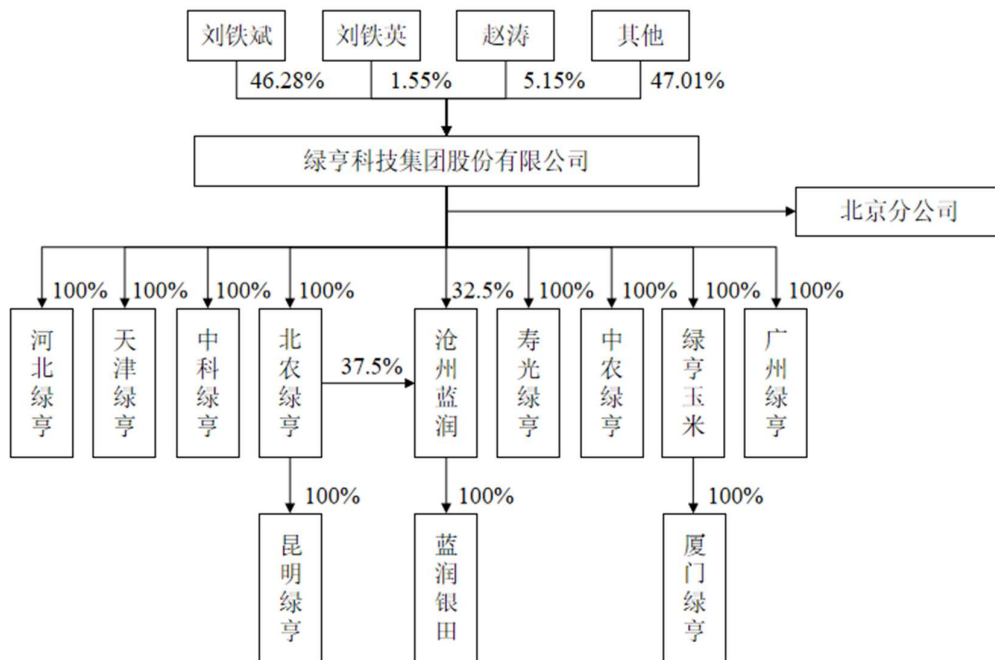 刘铁斌
刘铁英
赵涛
其他
46.28%
1.55%
5.15%
47.01%
绿亨科技集团股份有限公司
北京分公司
100%
100%
100%
100%
32.5%
100%
100%
100%
100%
河北绿亨
天津绿亨
中科绿亨
北农绿亨
37.5%
沧州蓝润
寿光绿亨
中农绿亨
绿亨玉米
广州绿亨
100%
100%
100%
昆明绿亨
蓝润银田
厦门绿亨